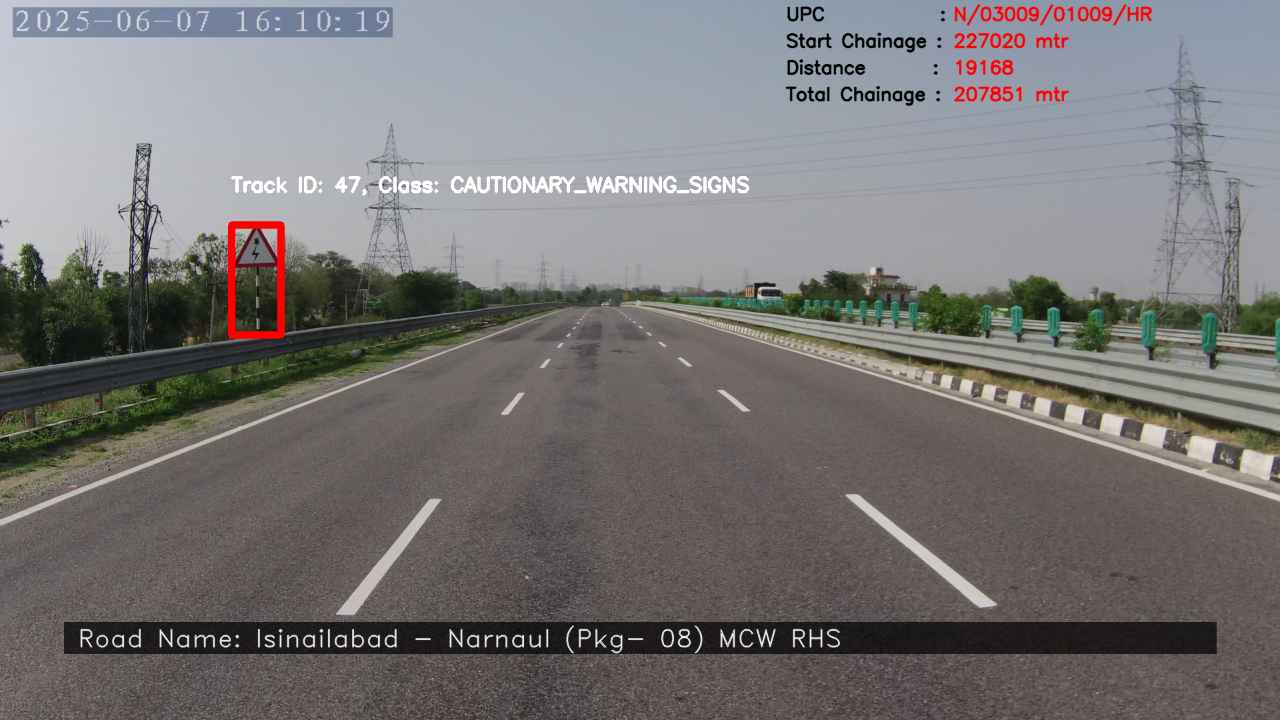 2025-06-07 16:10:19
UPC : N/03009/01009/HR
Start Chainage : 227020 mtr
Distance : 19168
Total Chainage : 207851 mtr
Track ID: 47, Class: CAUTIONARY_WARNING_SIGNS
Road Name: Isinailabad - Narnaul (Pkg- 08) MCW RHS